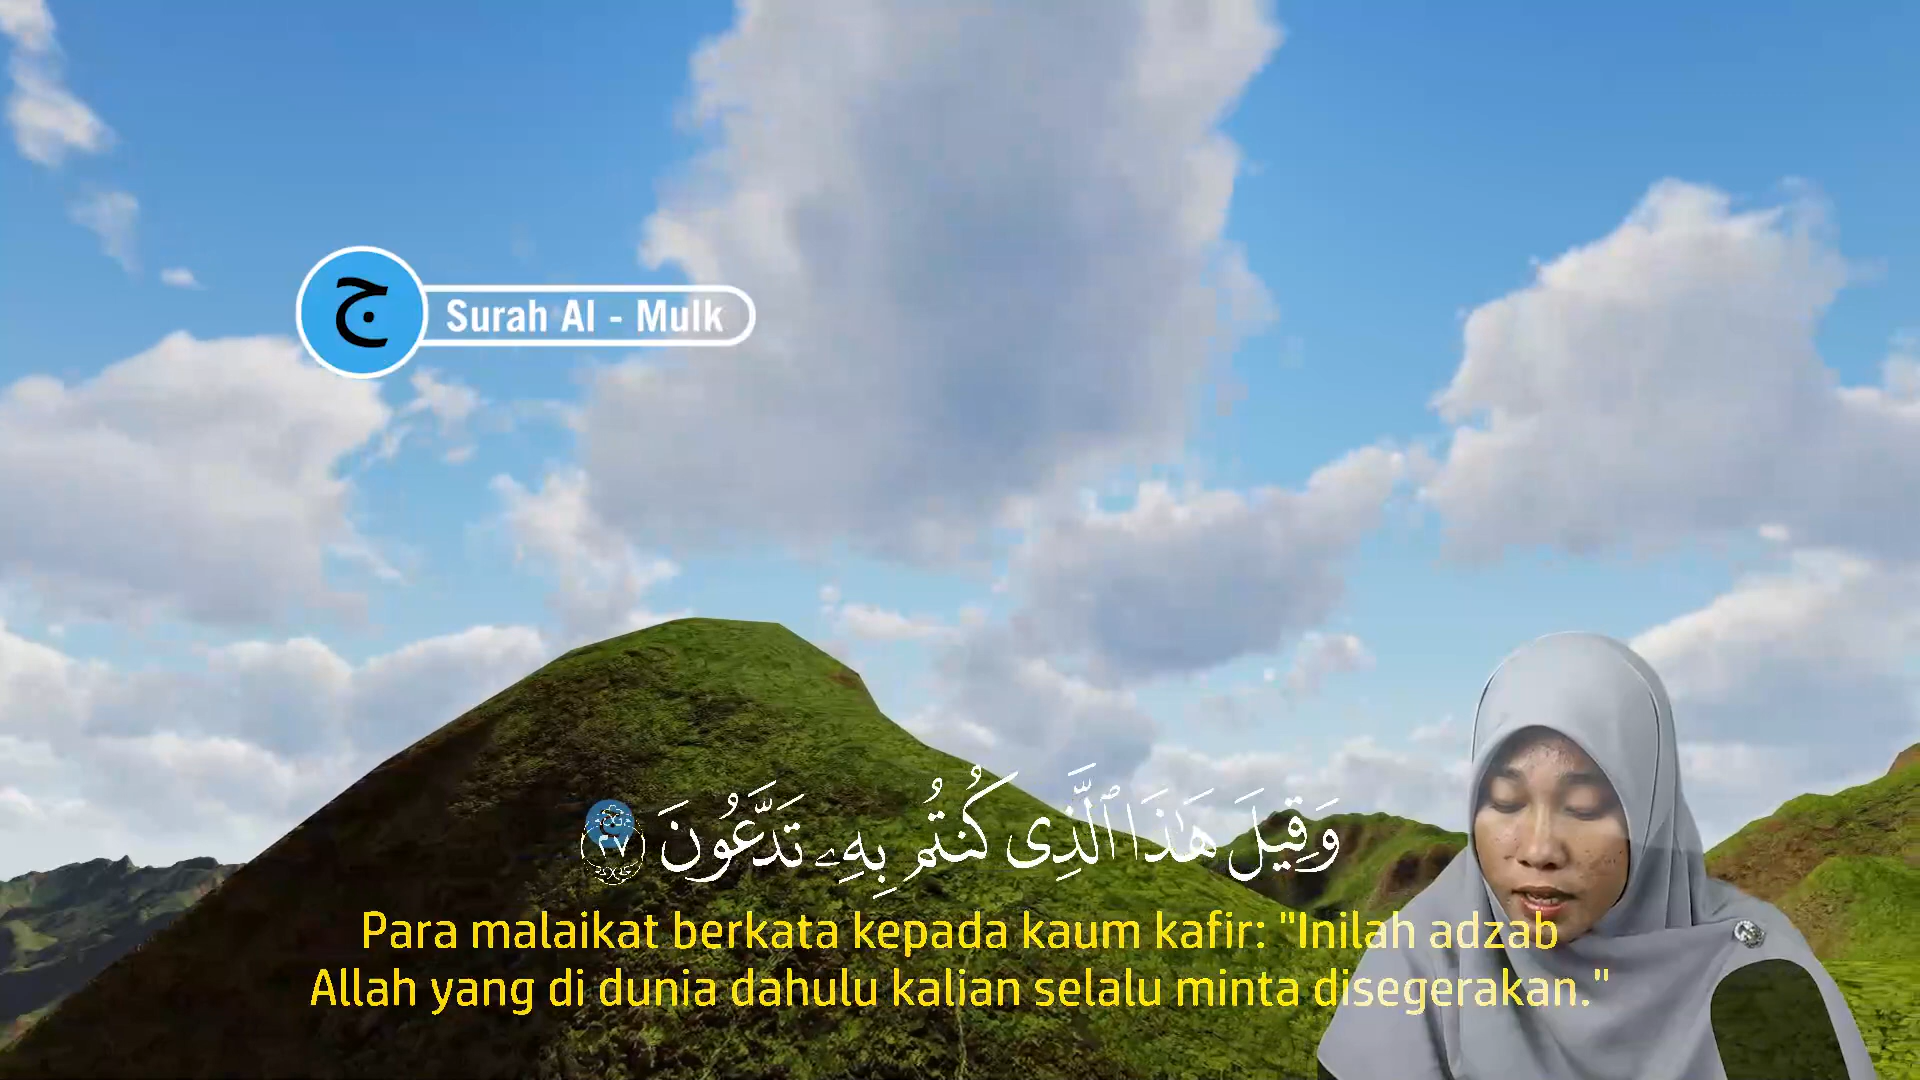 ج
Surah Al - Mulk
وَقِيلَ هَٰذَا ٱلَّذِى كُنتُم بِهِۦ تَدَّعُونَ ٢٧
Para malaikat berkata kepada kaum kafir: "Inilah adzab
Allah yang di dunia dahulu kalian selalu minta disegerakan."